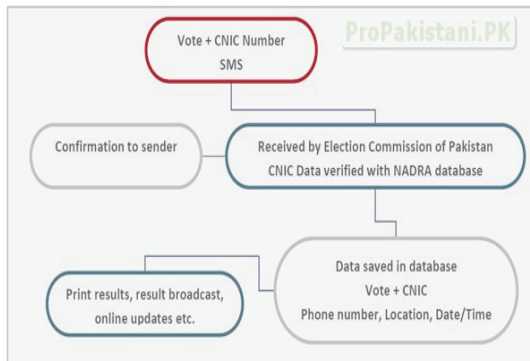 ProPakistani.PK
Vote + CNIC Number
SMS
Confirmation to sender
Received by Election Commission of Pakistan
CNIC Data verified with NADRA database
Data saved in database
Vote + CNIC
Phone number, Location, Date/Time
Print results, result broadcast,
online updates etc.